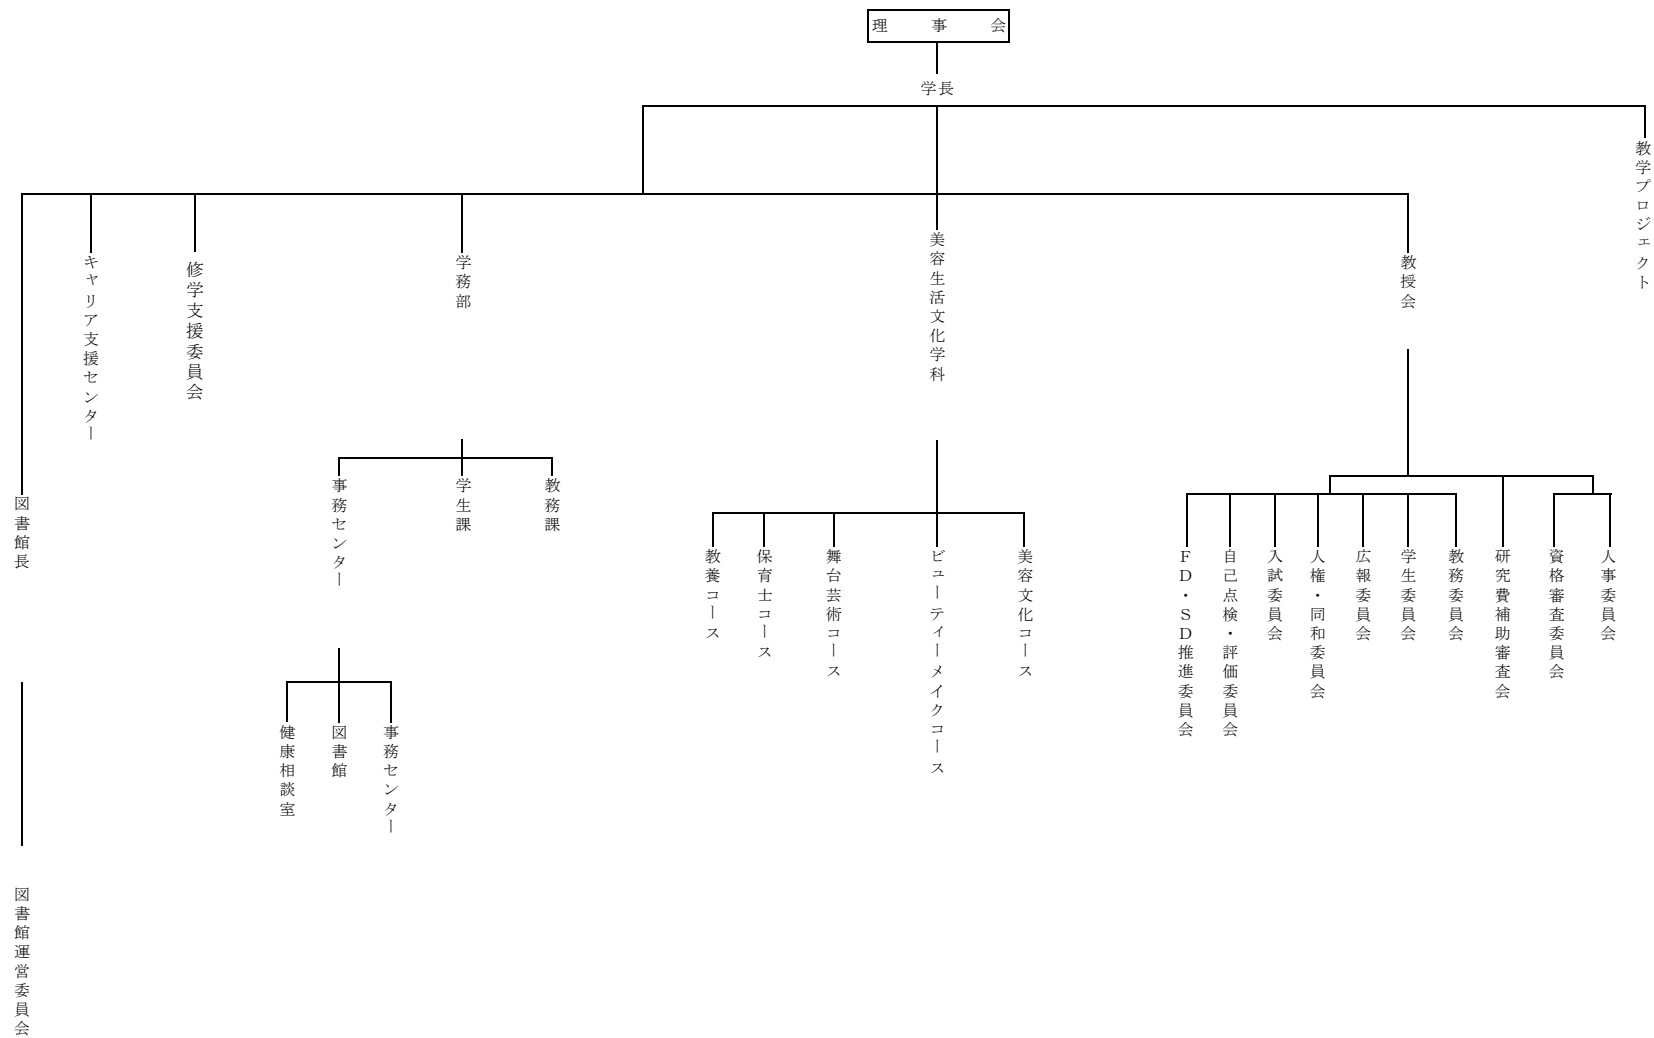 理事会
学長
教学プロジェクト
教授会
美容生活文化学科
学務部
修学支援委員会
キャリア支援センター
図書館長
教務課
学生課
事務センター
人事委員会
資格審査委員会
研究費補助審査会
教務委員会
学生委員会
広報委員会
人権・同和委員会
入試委員会
自己点検・評価委員会
ＦＤ・ＳＤ推進委員会
美容文化コース
ビューティーメイクコース
舞台芸術コース
保育士コース
教養コース
事務センター
図書館
健康相談室
図書館運営委員会